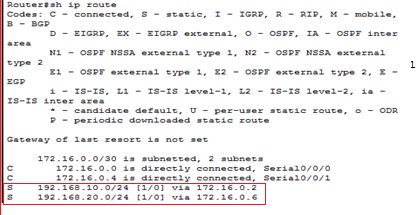 Router#sh ip route
Codes: C - connected, S - static, I - IGRP, R - RIP, M - mobile,
B - BGP
D - EIGRP, EX - EIGRP external, O - OSPF, IA - OSPF inter
area
N1 - OSPF NSSA external type 1, N2 - OSPF NSSA external
type 2
E1 - OSPF external type 1, E2 - OSPF external type 2, E -
EGP
i - IS-IS, L1 - IS-IS level-1, L2 - IS-IS level-2, ia -
IS-IS inter area
* - candidate default, U - per-user static route, o - ODR
P - periodic downloaded static route
Gateway of last resort is not set
172.16.0.0/30 is subnetted, 2 subnets
C 172.16.0.0 is directly connected, Serial0/0/0
C 172.16.0.4 is directly connected, Serial0/0/1
S 192.168.10.0/24 [1/0] via 172.16.0.2
S 192.168.20.0/24 [1/0] via 172.16.0.6
1